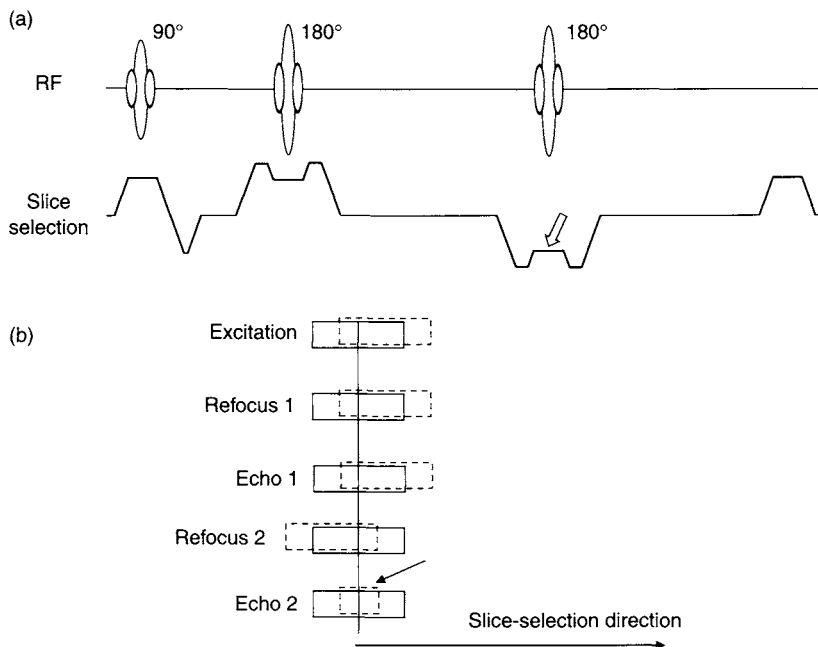 (a)
90°
180°
180°
RF
Slice
selection
(b)
Excitation
Refocus 1
Echo 1
Refocus 2
Echo 2
Slice-selection direction